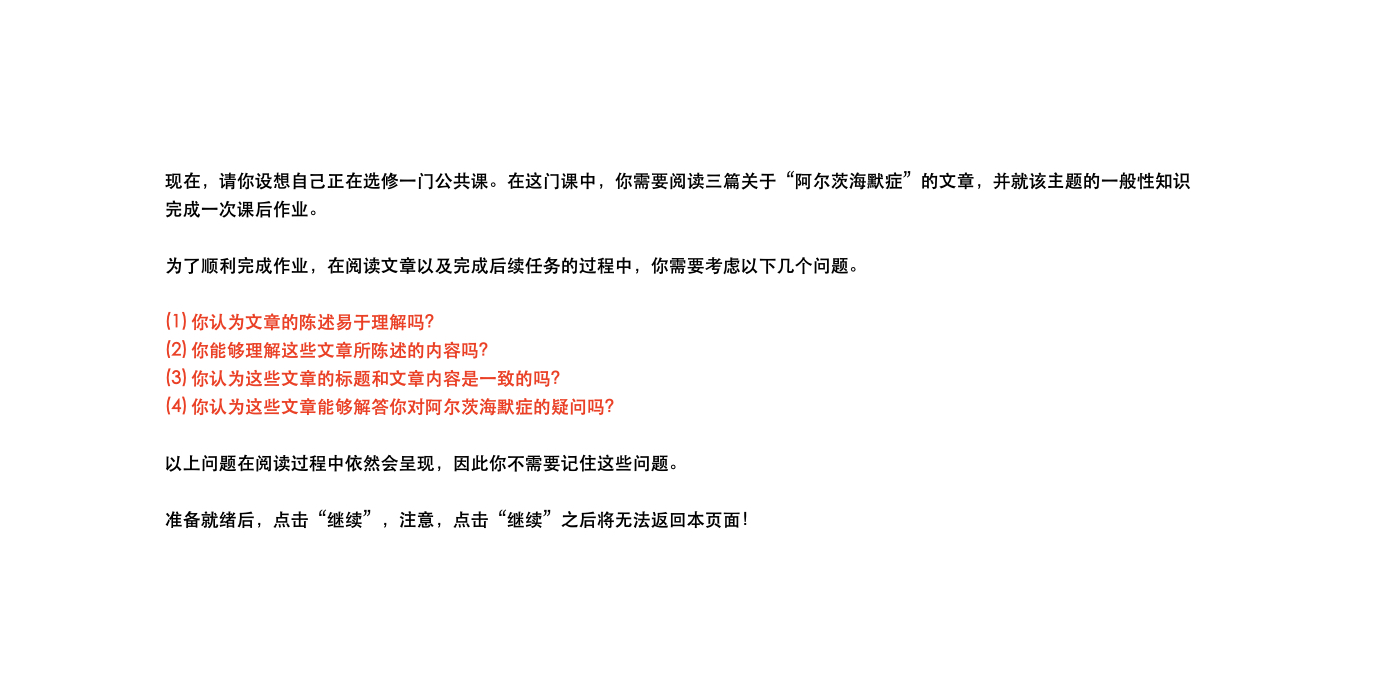 现在，请你设想自己正在选修一门公共课。在这门课中，你需要阅读三篇关于“阿尔茨海默症”的文章，并就该主题的一般性知识
完成一次课后作业。
为了顺利完成作业，在阅读文章以及完成后续任务的过程中，你需要考虑以下几个问题。
(1) 你认为文章的陈述易于理解吗?
(2) 你能够理解这些文章所陈述的内容吗?
(3) 你认为这些文章的标题和文章内容是一致的吗?
(4) 你认为这些文章能够解答你对阿尔茨海默症的疑问吗?
以上问题在阅读过程中依然会呈现，因此你不需要记住这些问题。
准备就绪后，点击“继续”，注意，点击“继续”之后将无法返回本页面！